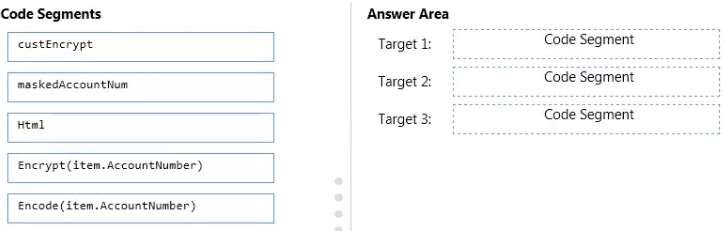 Code Segments
custEncrypt
maskedAccountNum
Html
Encrypt(item.AccountNumber)
Encode(item.AccountNumber)
Answer Area
Target 1: Code Segment
Target 2: Code Segment
Target 3: Code Segment